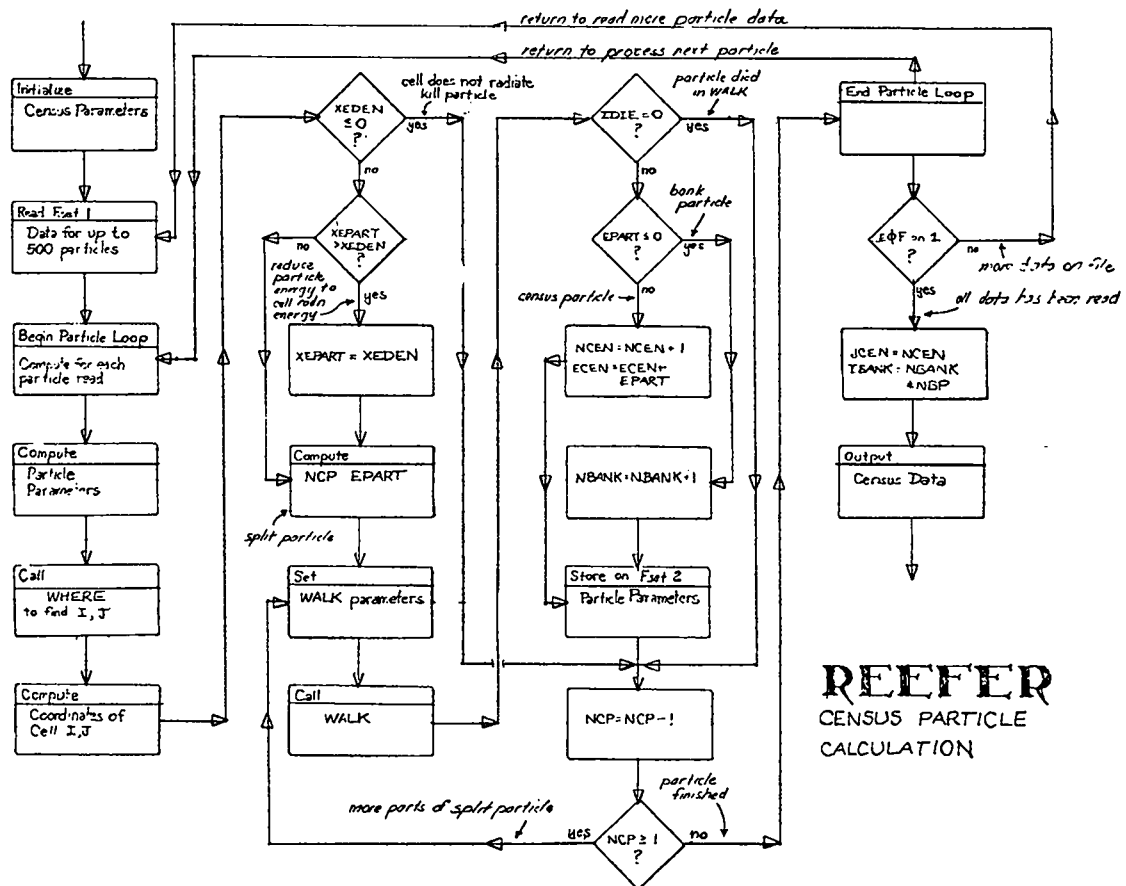 return to read more particle data
return to process next particle
Initialize
Census Parameters
Read Fset 1
Data for up to
500 particles
Begin Particle Loop
Compute for each
particle read
Compute
Particle
Parameters
Call
WHERE
to find I, J
Compute
Coordinates of
Cell I,J
XEDEN
≤ 0
?
yes
no
cell does not radiate
kill particle
XEPART
>XEDEN
?
no
yes
reduce
particle
energy to
cell radn
energy
XEPART = XEDEN
Compute
NCP EPART
split particle
Set
WALK parameters
Call
WALK
more parts of split particle
IDIE = 0
?
yes
no
particle died
in WALK
EPART ≤ 0
?
yes
no
bank
particle
census particle
NCEN = NCEN + 1
ECEN = ECEN+
EPART
NBANK=NBANK+1
Store on Fset 2
Particle Parameters
NCP = NCP - 1
NCP ≥ 1
?
yes
no
particle
finished
End Particle Loop
EΦF on 1
?
no
yes
more data on file
all data has been read
JCEN = NCEN
IBANK = NBANK
+NBP
Output
Census Data
REEFER
CENSUS PARTICLE
CALCULATION